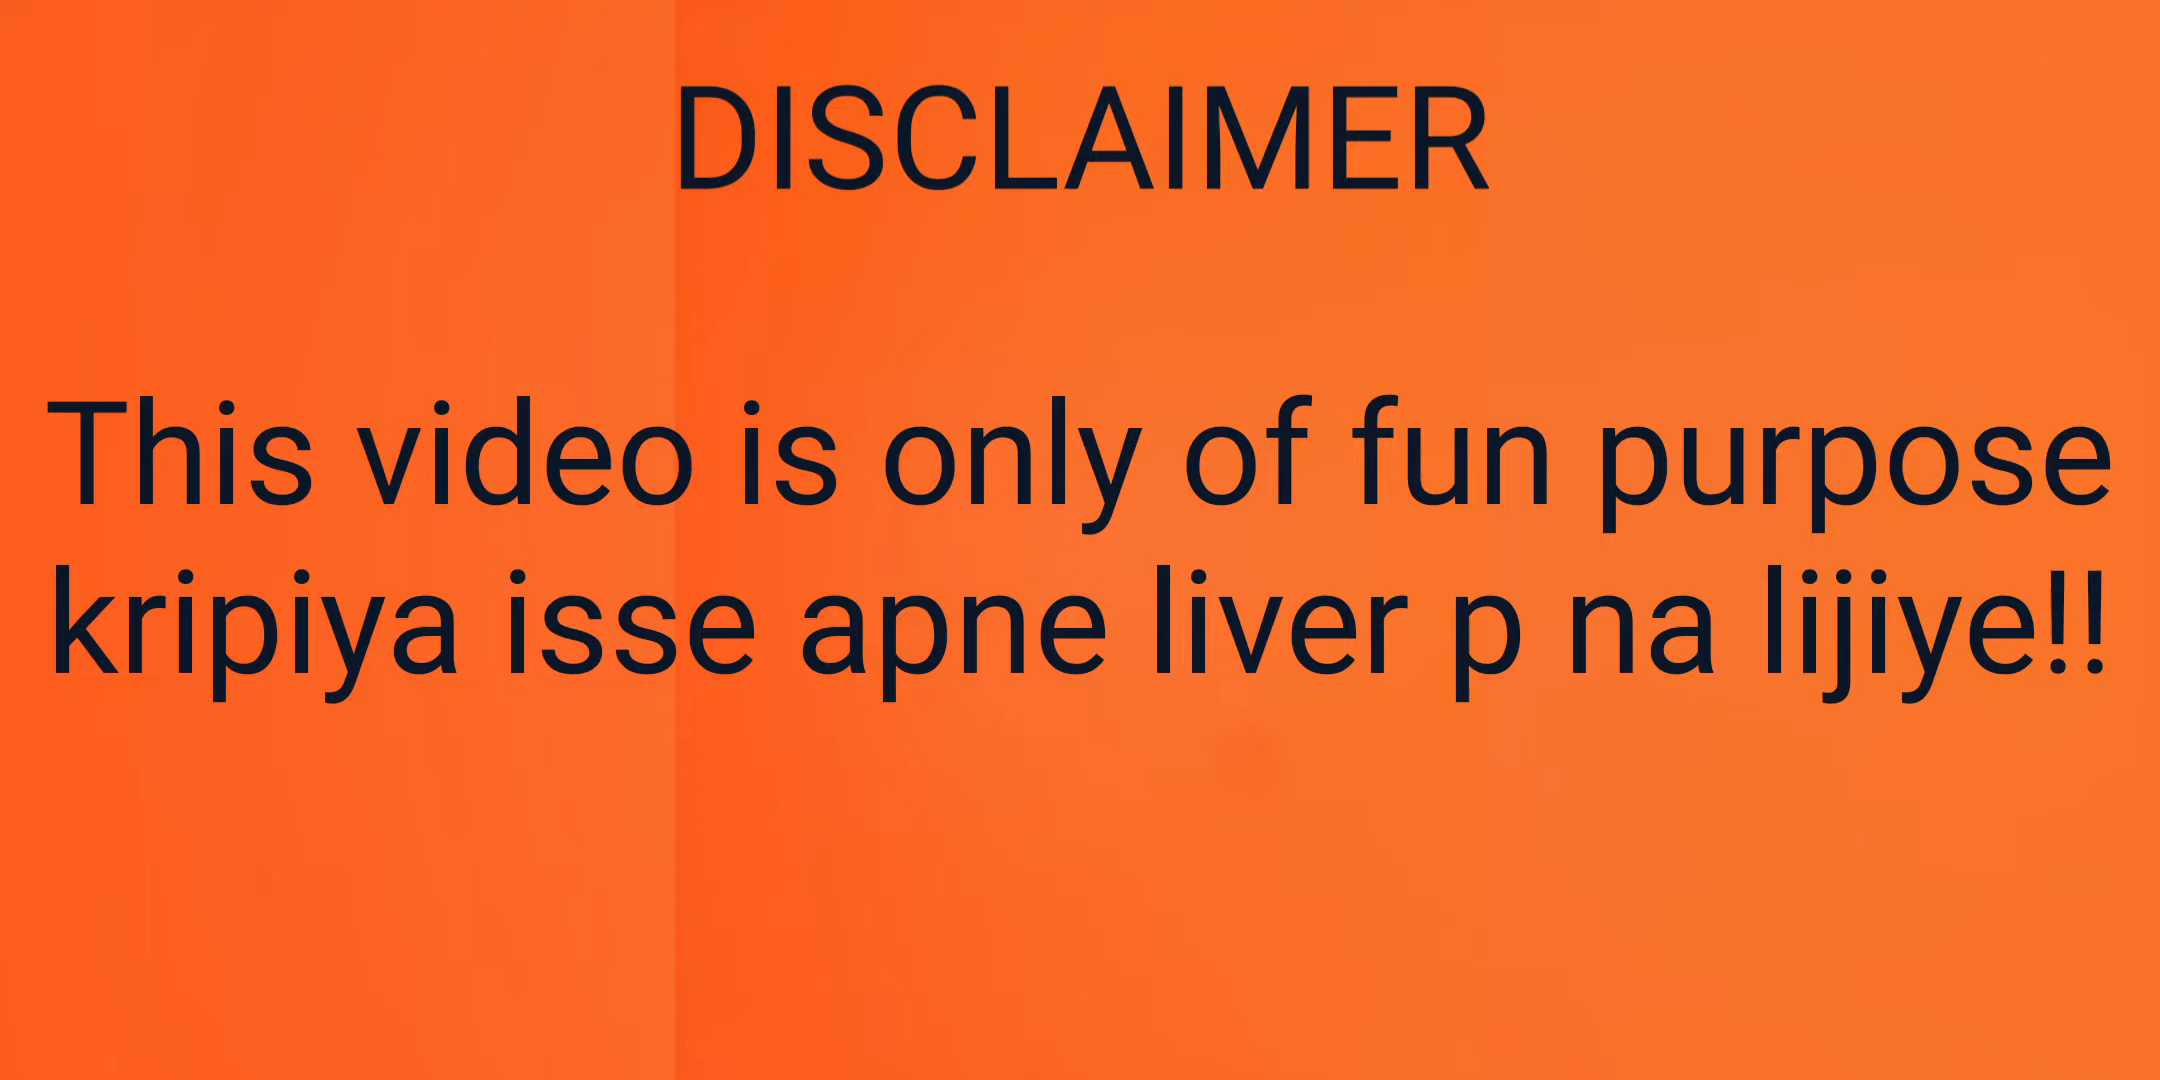 DISCLAIMER
This video is only of fun purpose
kripiya isse apne liver p na lijiye!!